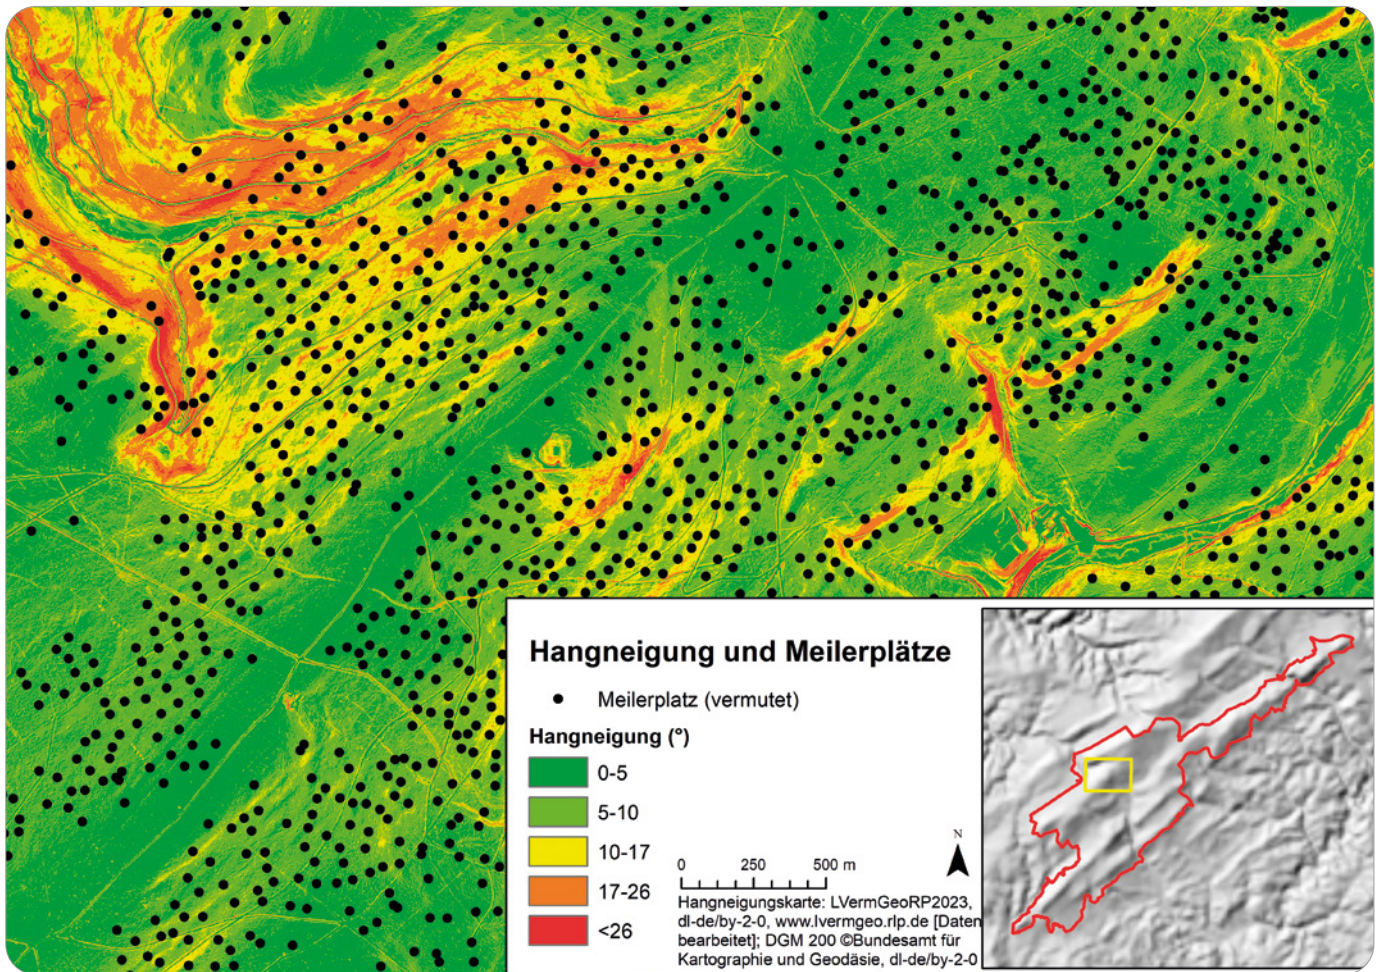 Hangneigung und Meilerplätze
Meilerplatz (vermutet)
Hangneigung (°)
0-5
5-10
10-17
17-26
<26
0 250 500 m
N
Hangneigungskarte: LVermGeoRP2023,
dl-de/by-2-0, www.lvermgeo.rlp.de [Daten
bearbeitet]; DGM 200 ©Bundesamt für
Kartographie und Geodäsie, dl-de/by-2-0